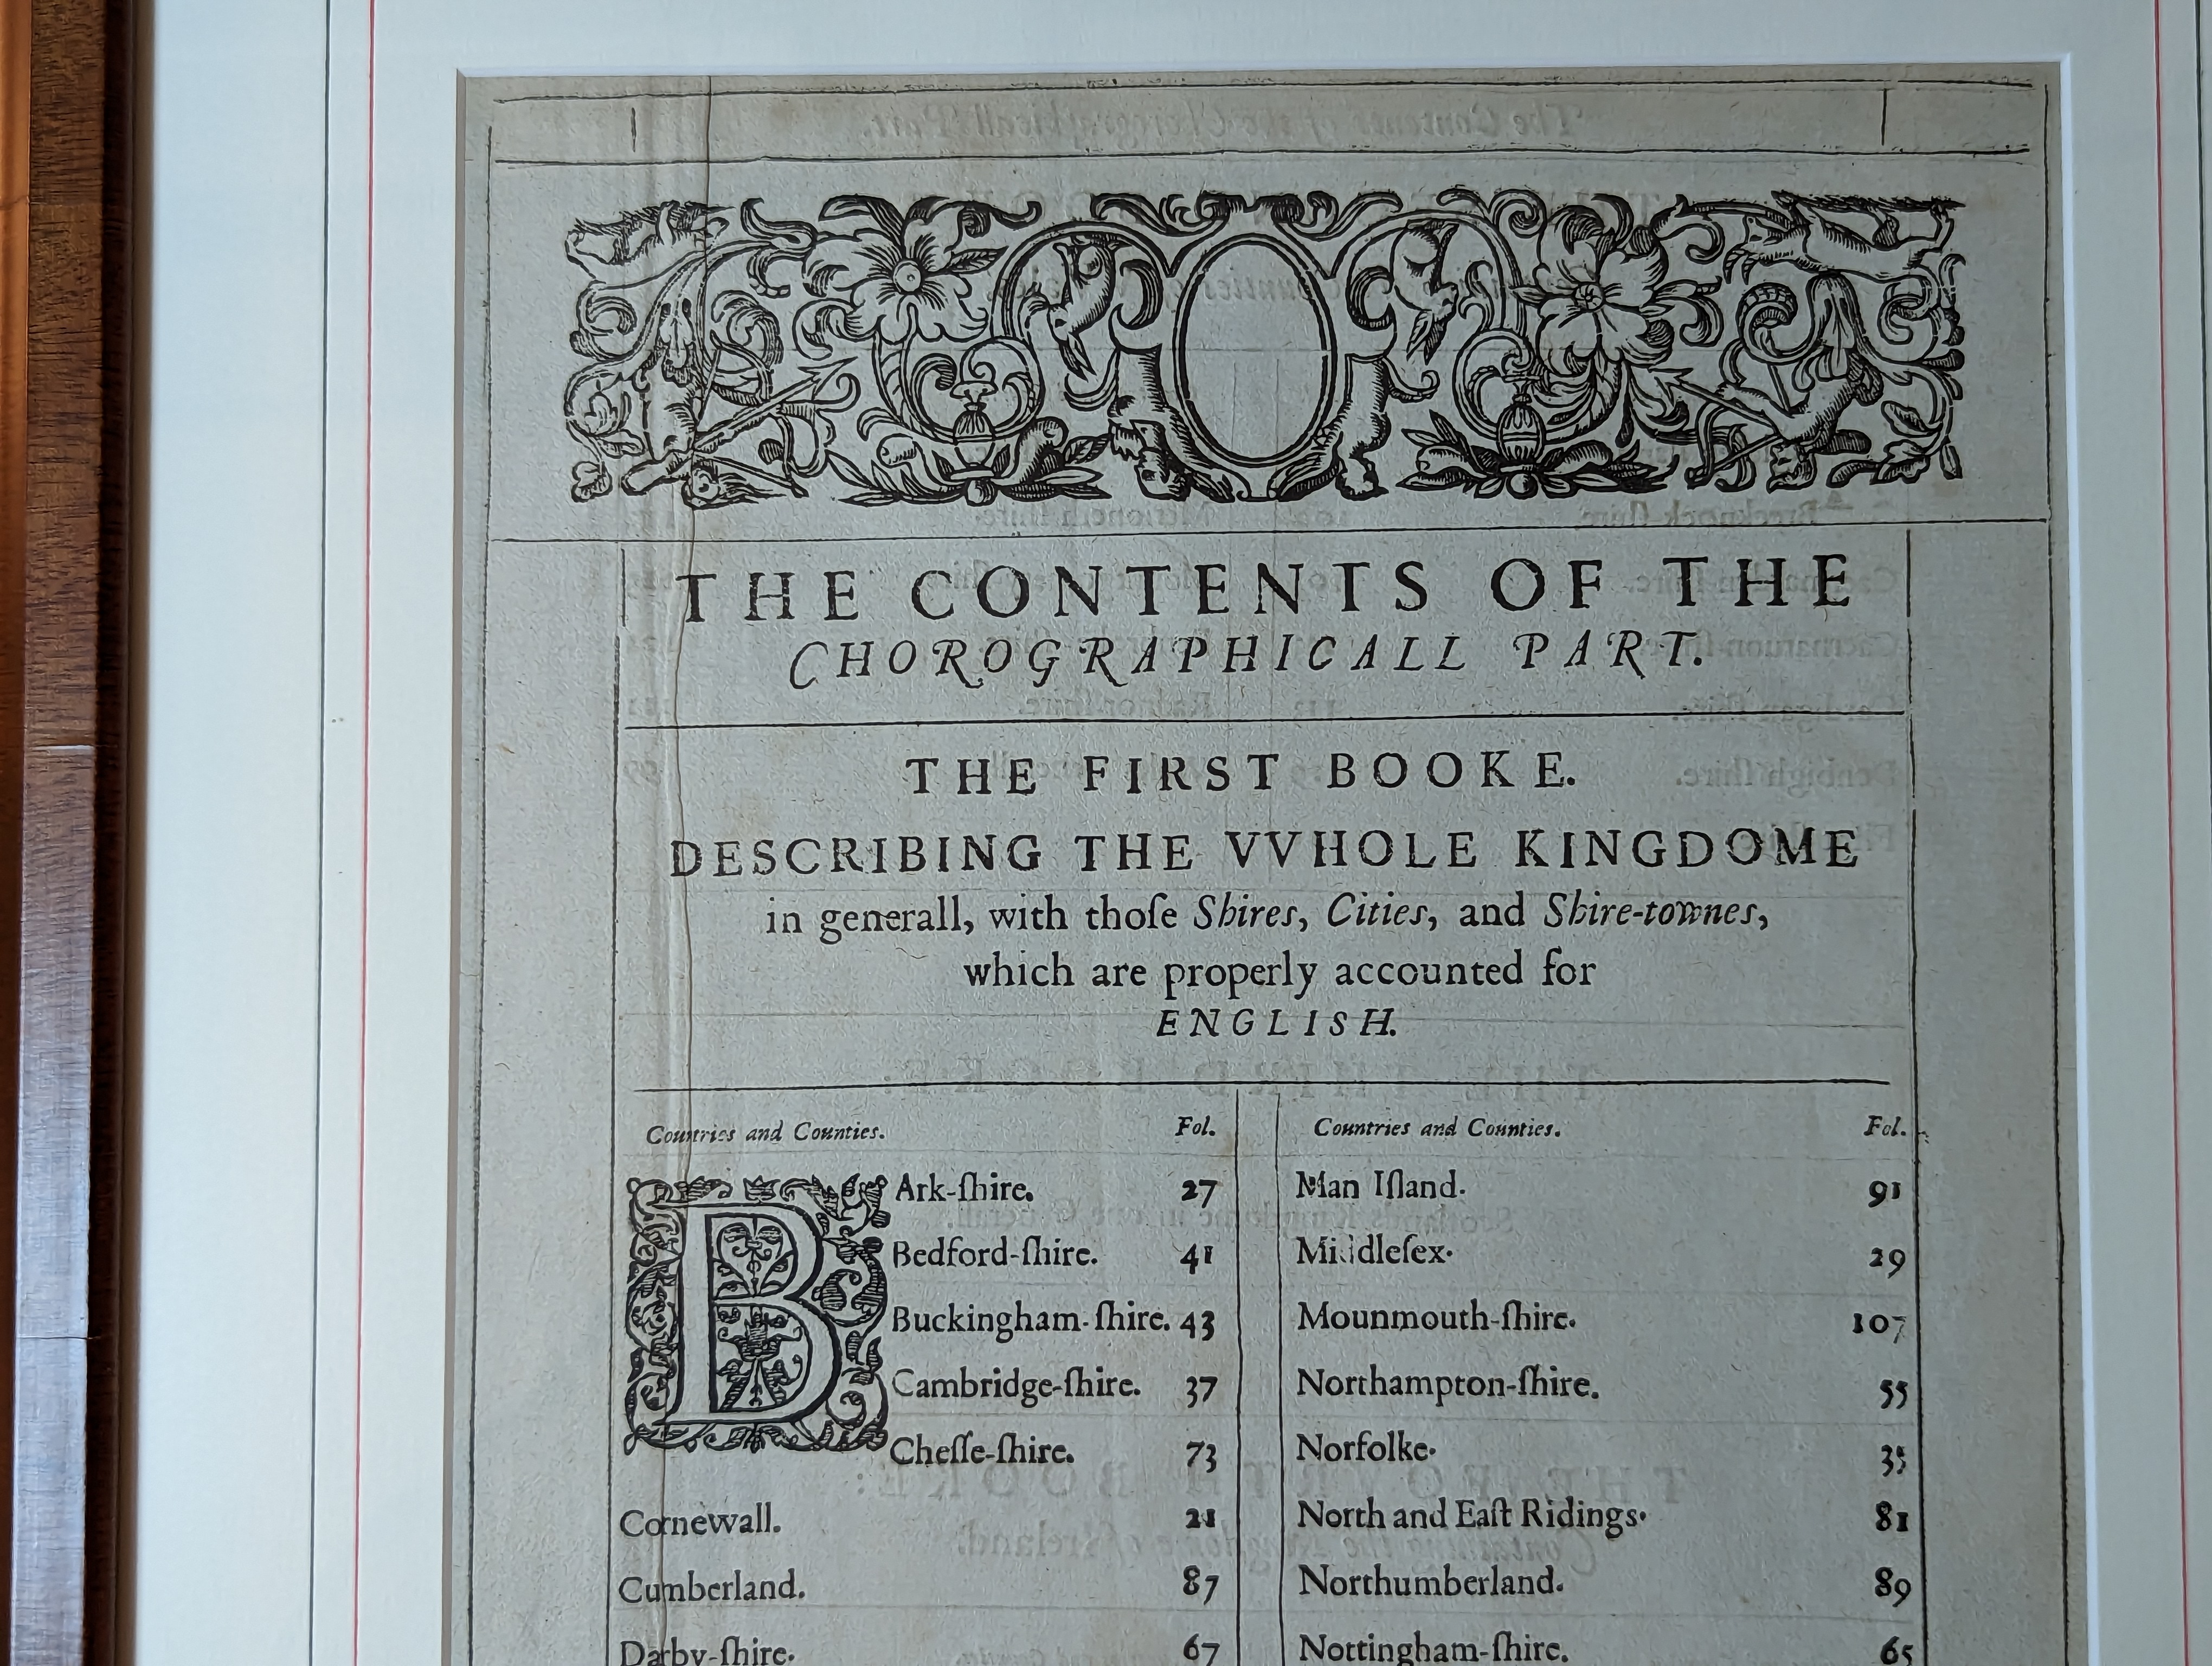 THE CONTENTS OF THE
CHOROGRAPHICALL PART.
THE FIRST BOOKE.
DESCRIBING THE VVHOLE KINGDOME
in generall, with thoſe Shires, Cities, and Shire-townes,
which are properly accounted for
ENGLISH.
Countries and Counties. Fol.
BArk-ſhire. 27
Bedford-ſhire. 41
Buckingham-ſhire. 43
Cambridge-ſhire. 37
Cheſſe-ſhire. 73
Cornewall. 21
Cumberland. 87
Darby-ſhire. 67
Countries and Counties. Fol.
Man Iſland. 91
Middleſex. 29
Mounmouth-ſhire. 107
Northampton-ſhire. 55
Norfolke. 35
North and Eaſt Ridings. 81
Northumberland. 89
Nottingham-ſhire. 65